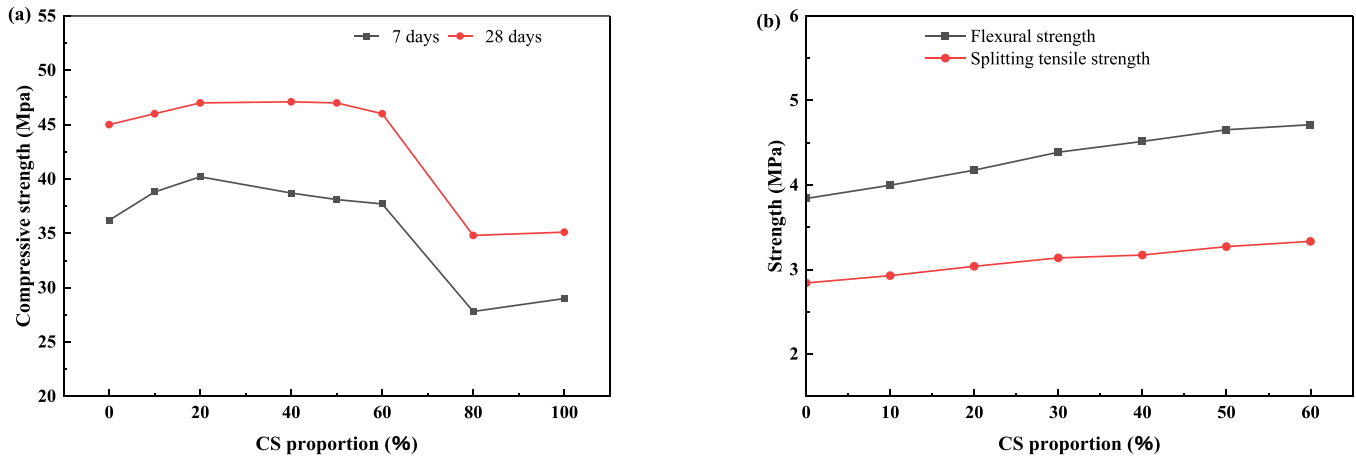 (a)
7 days
28 days
Compressive strength (Mpa)
55
50
45
40
35
30
25
20
0
20
40
60
80
100
CS proportion (%)
(b)
Flexural strength
Splitting tensile strength
Strength (MPa)
6
5
4
3
2
0
10
20
30
40
50
60
CS proportion (%)